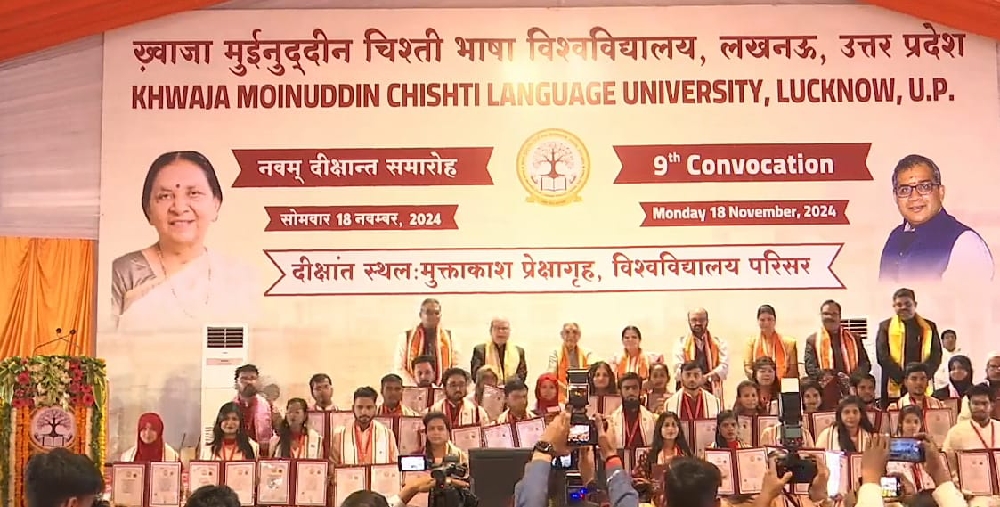 ख़्वाजा मुईनुद्दीन चिश्ती भाषा विश्वविद्यालय, लखनऊ, उत्तर प्रदेश
KHWAJA MOINUDDIN CHISHTI LANGUAGE UNIVERSITY, LUCKNOW, U.P.
नवम् दीक्षान्त समारोह
9th Convocation
सोमवार 18 नवम्बर, 2024
Monday 18 November, 2024
दीक्षांत स्थल:मुक्ताकाश प्रेक्षागृह, विश्वविद्यालय परिसर